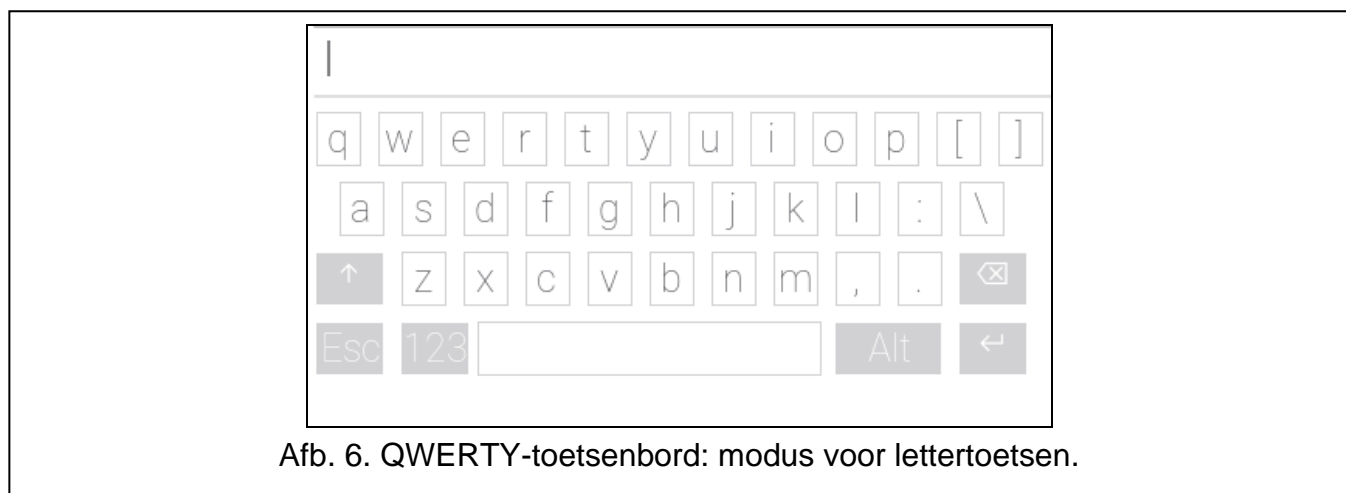 q w e r t y u i o p [ ]
a s d f g h j k l : \
↑ z x c v b n m , . ⌫
Esc 123 Alt ↵
Afb. 6. QWERTY-toetsenbord: modus voor lettertoetsen.